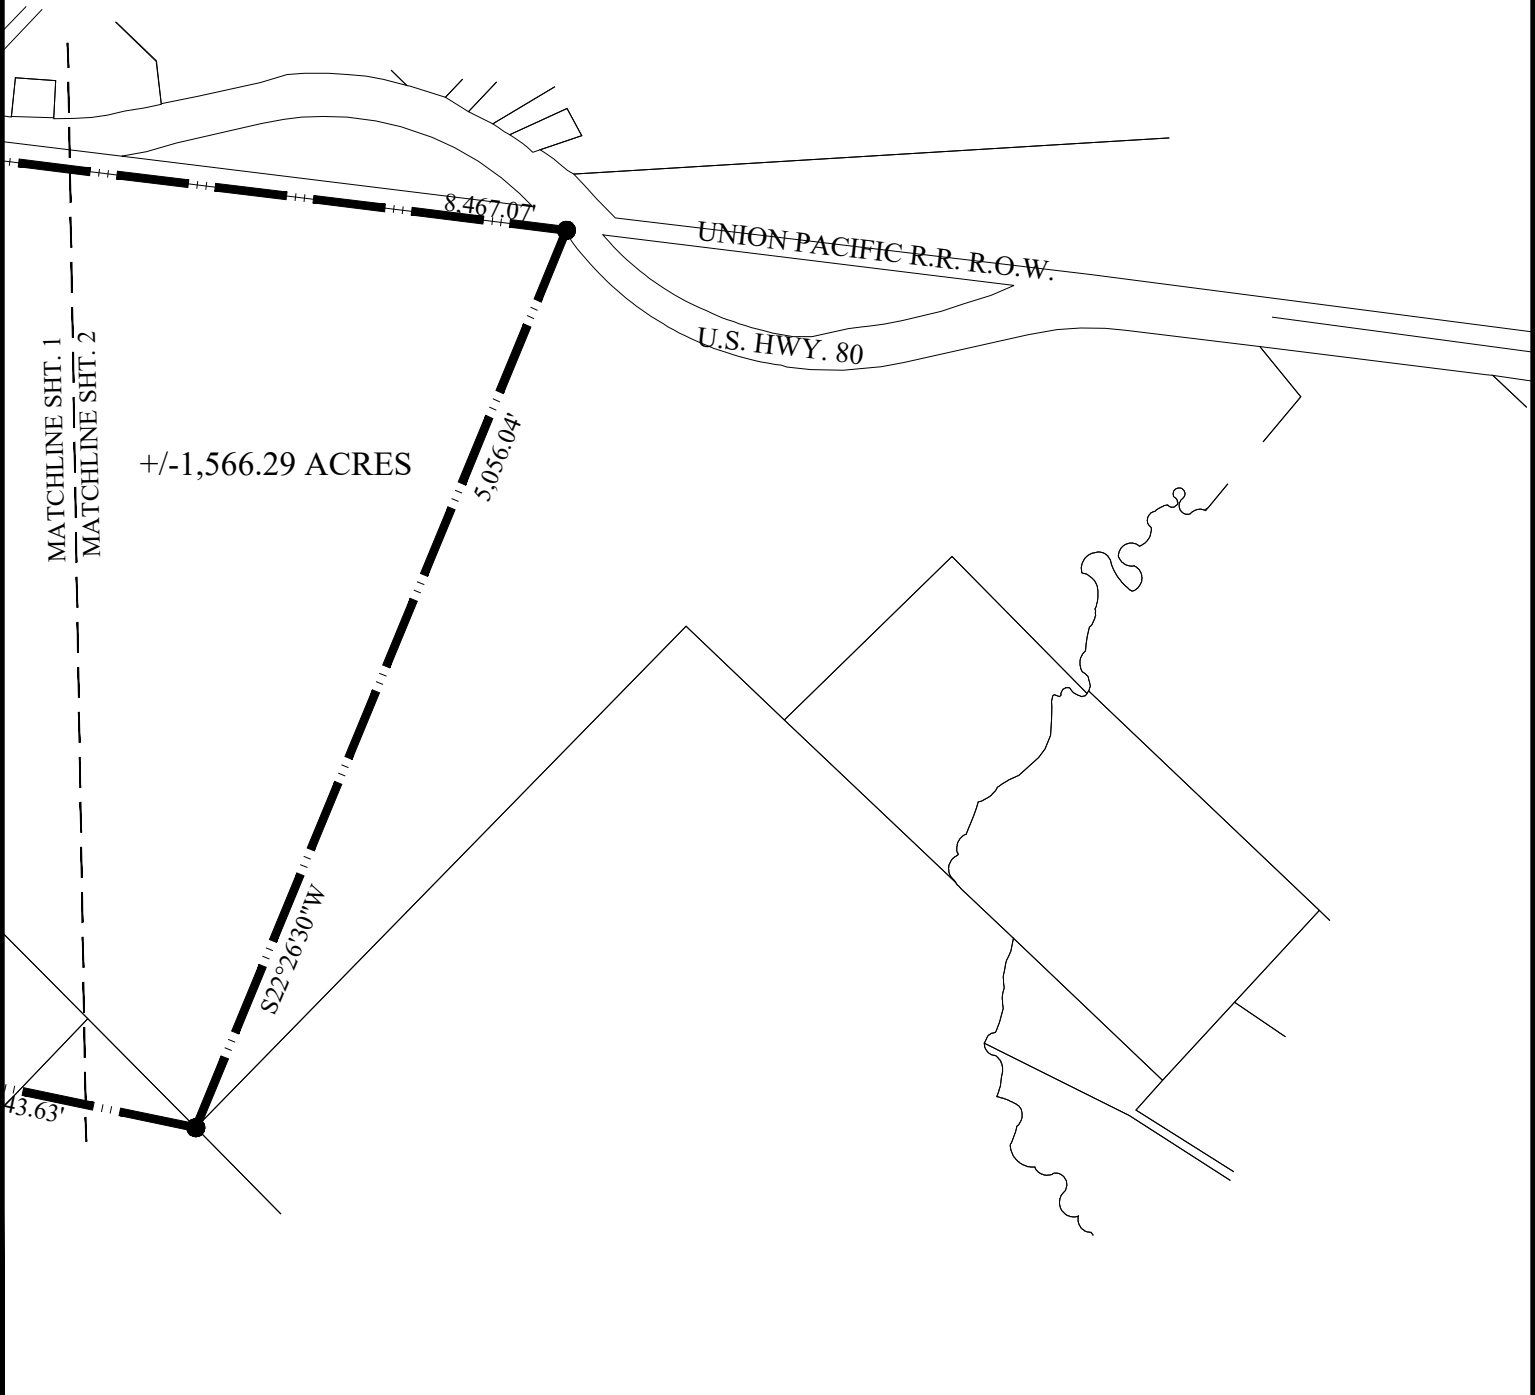 8,467.07'
UNION PACIFIC R.R. R.O.W.
U.S. HWY. 80
MATCHLINE SHT. 1
MATCHLINE SHT. 2
+/-1,566.29 ACRES
5,056.04'
S22°26'30"W
43.63'